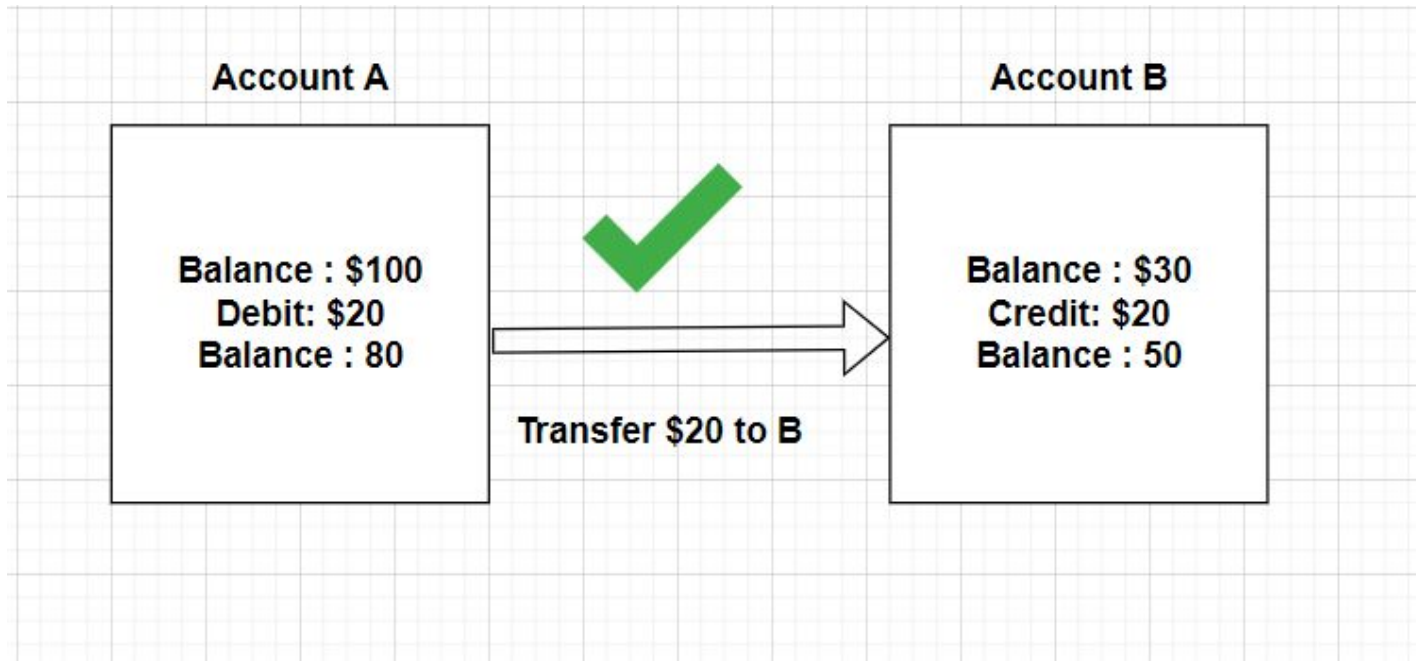 Account A
Account B
Balance : $100
Debit: $20
Balance : 80
Transfer $20 to B
Balance : $30
Credit: $20
Balance : 50